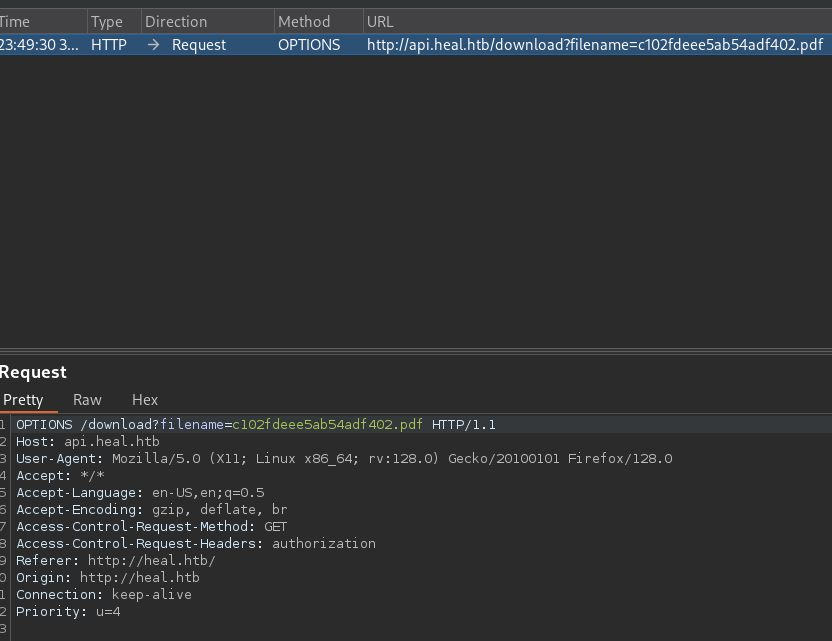 Time Type Direction Method URL
23:49:30 3... HTTP → Request OPTIONS http://api.heal.htb/download?filename=c102fdeee5ab54adf402.pdf
Request
Pretty Raw Hex
1 OPTIONS /download?filename=c102fdeee5ab54adf402.pdf HTTP/1.1
2 Host: api.heal.htb
3 User-Agent: Mozilla/5.0 (X11; Linux x86_64; rv:128.0) Gecko/20100101 Firefox/128.0
4 Accept: */*
5 Accept-Language: en-US,en;q=0.5
6 Accept-Encoding: gzip, deflate, br
7 Access-Control-Request-Method: GET
8 Access-Control-Request-Headers: authorization
9 Referer: http://heal.htb/
0 Origin: http://heal.htb
1 Connection: keep-alive
2 Priority: u=4
3